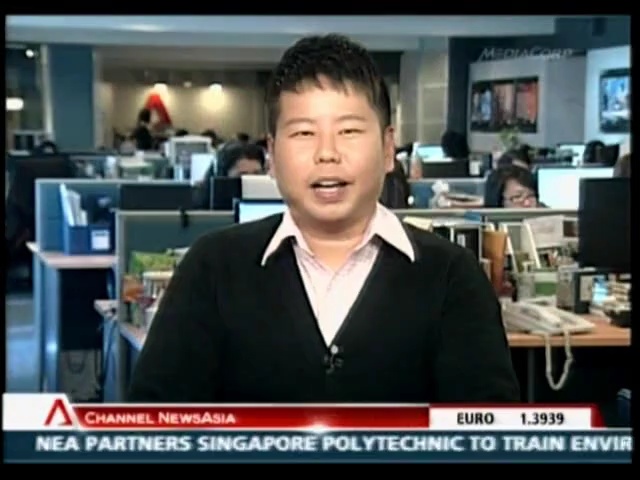 MEDIACORP
CHANNEL NEWSASIA
EURO 1.3939
NEA PARTNERS SINGAPORE POLYTECHNIC TO TRAIN ENVIR